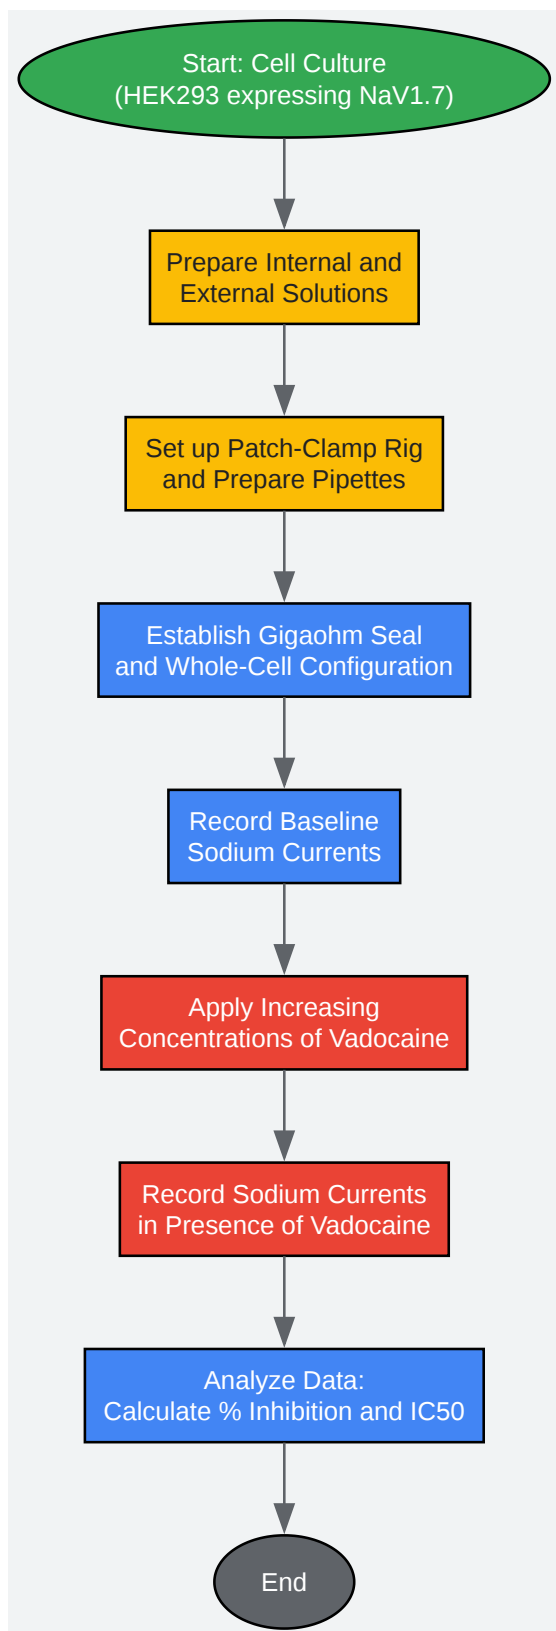 Start: Cell Culture
(HEK293 expressing NaV1.7)
Prepare Internal and
External Solutions
Set up Patch-Clamp Rig
and Prepare Pipettes
Establish Gigaohm Seal
and Whole-Cell Configuration
Record Baseline
Sodium Currents
Apply Increasing
Concentrations of Vadocaine
Record Sodium Currents
in Presence of Vadocaine
Analyze Data:
Calculate % Inhibition and IC50
End